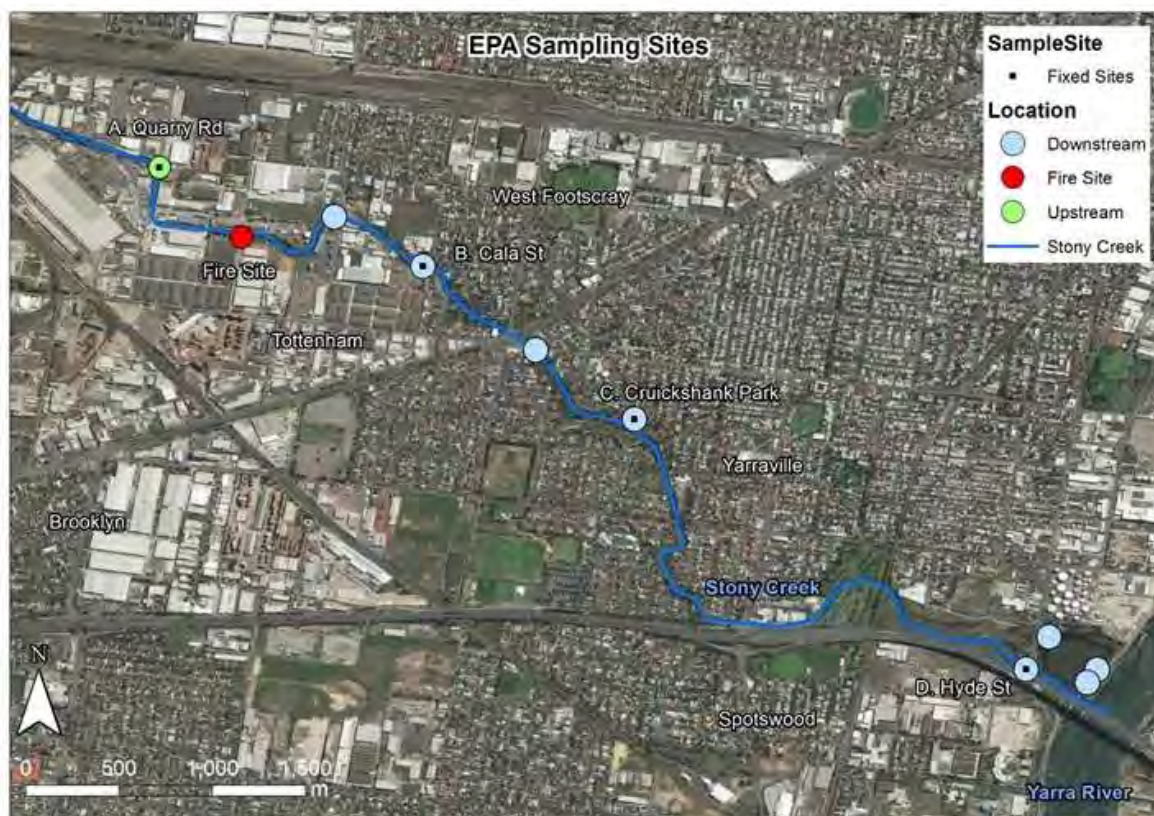 EPA Sampling Sites
SampleSite
Fixed Sites
Location
Downstream
Fire Site
Upstream
Stony Creek
A. Quarry Rd
West Footscray
B. Cala St
Fire Site
Tottenham
C. Cruickshank Park
Yarraville
Brooklyn
Stony Creek
D. Hyde St
Spotswood
N
0 500 1,000 1,500
m
Yarra River